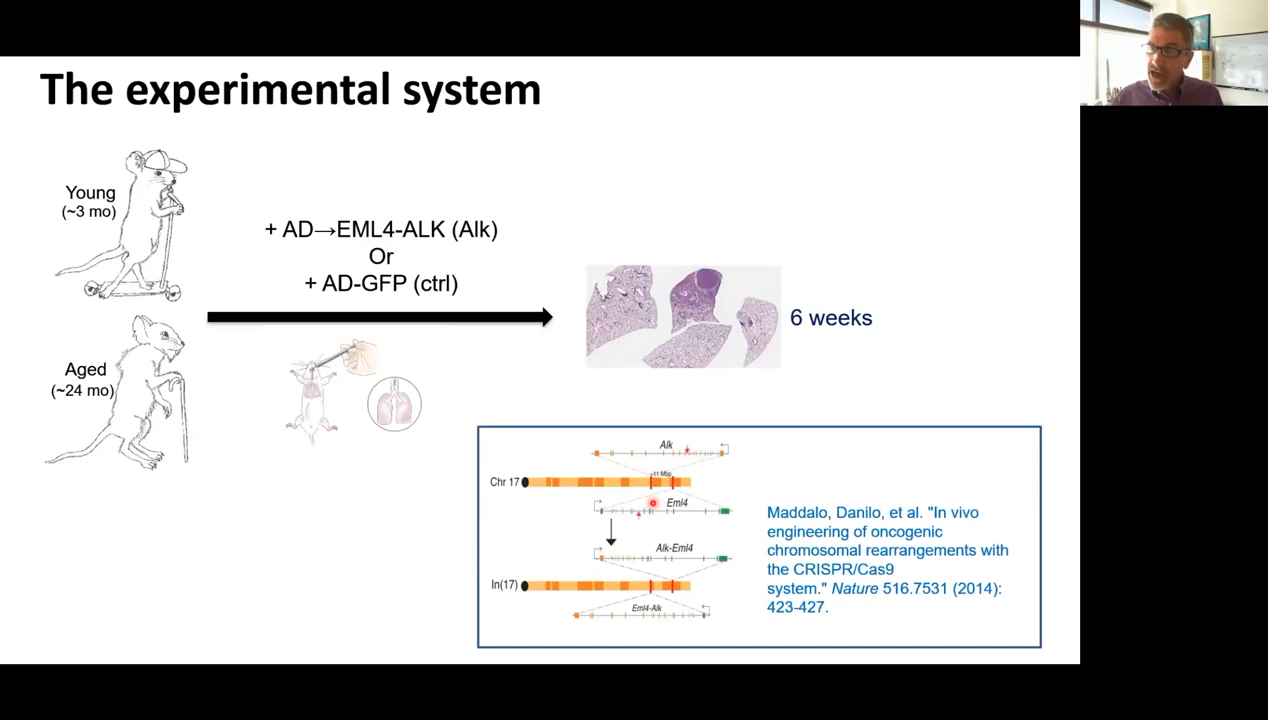 The experimental system
Young
(~3 mo)
+ AD→EML4-ALK (Alk)
Or
+ AD-GFP (ctrl)
6 weeks
Aged
(~24 mo)
Alk
~11 Mbp
Chr 17
Eml4
Alk-Eml4
In(17)
Eml4-Alk
Maddalo, Danilo, et al. "In vivo
engineering of oncogenic
chromosomal rearrangements with
the CRISPR/Cas9
system." Nature 516.7531 (2014):
423-427.